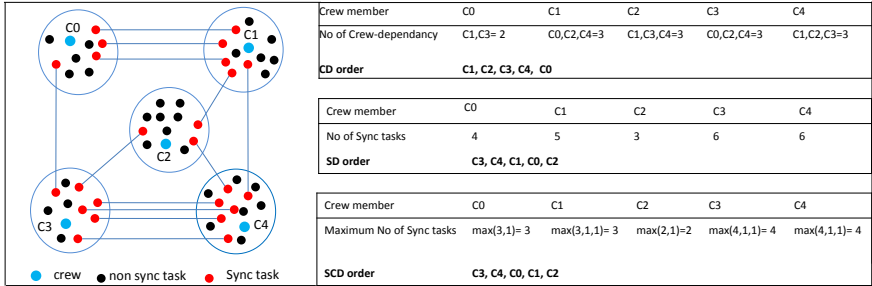 C0
C1
C2
C3
C4
crew
non sync task
Sync task
Crew member C0 C1 C2 C3 C4
No of Crew-dependancy C1,C3= 2 C0,C2,C4=3 C1,C3,C4=3 C0,C2,C4=3 C1,C2,C3=3
CD order C1, C2, C3, C4, C0
Crew member C0 C1 C2 C3 C4
No of Sync tasks 4 5 3 6 6
SD order C3, C4, C1, C0, C2
Crew member C0 C1 C2 C3 C4
Maximum No of Sync tasks max(3,1)= 3 max(3,1,1)= 3 max(2,1)=2 max(4,1,1)= 4 max(4,1,1)= 4
SCD order C3, C4, C0, C1, C2